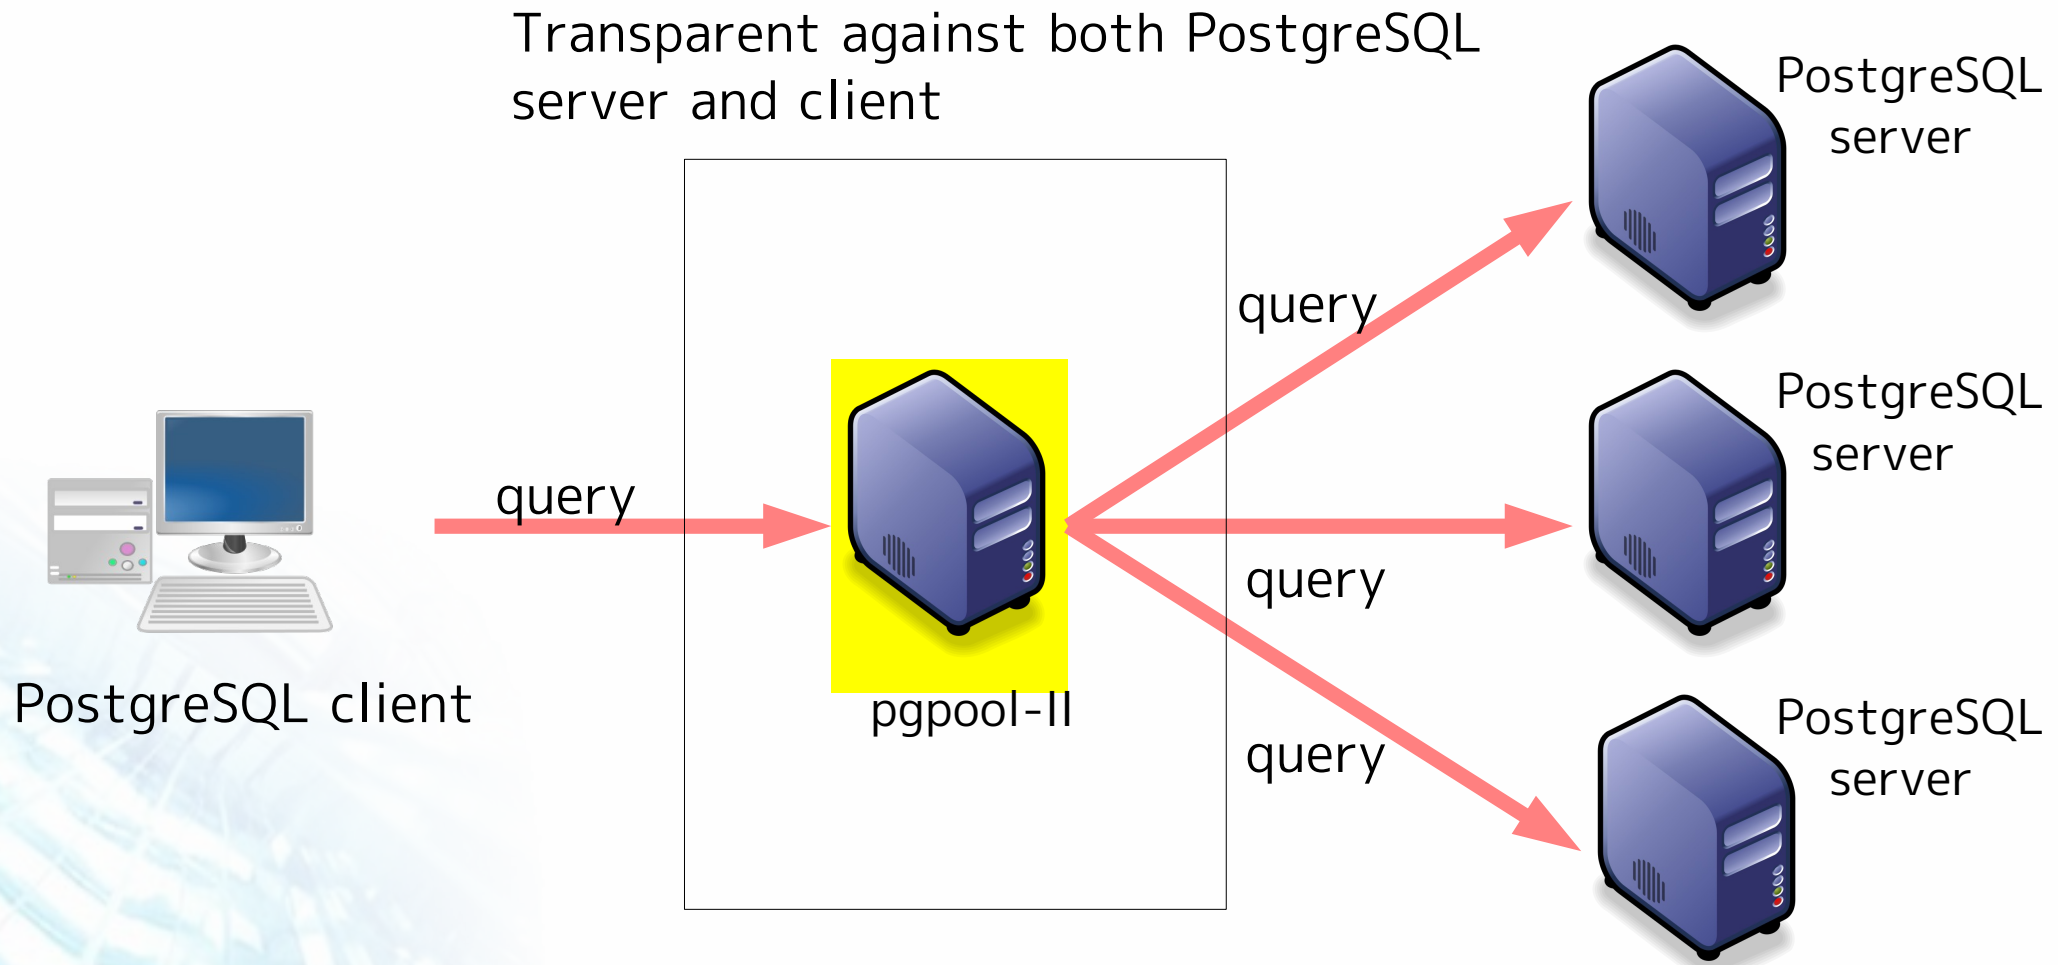 Transparent against both PostgreSQL
server and client
PostgreSQL
server
query
PostgreSQL
server
query
query
PostgreSQL client
pgpool-II
PostgreSQL
server
query